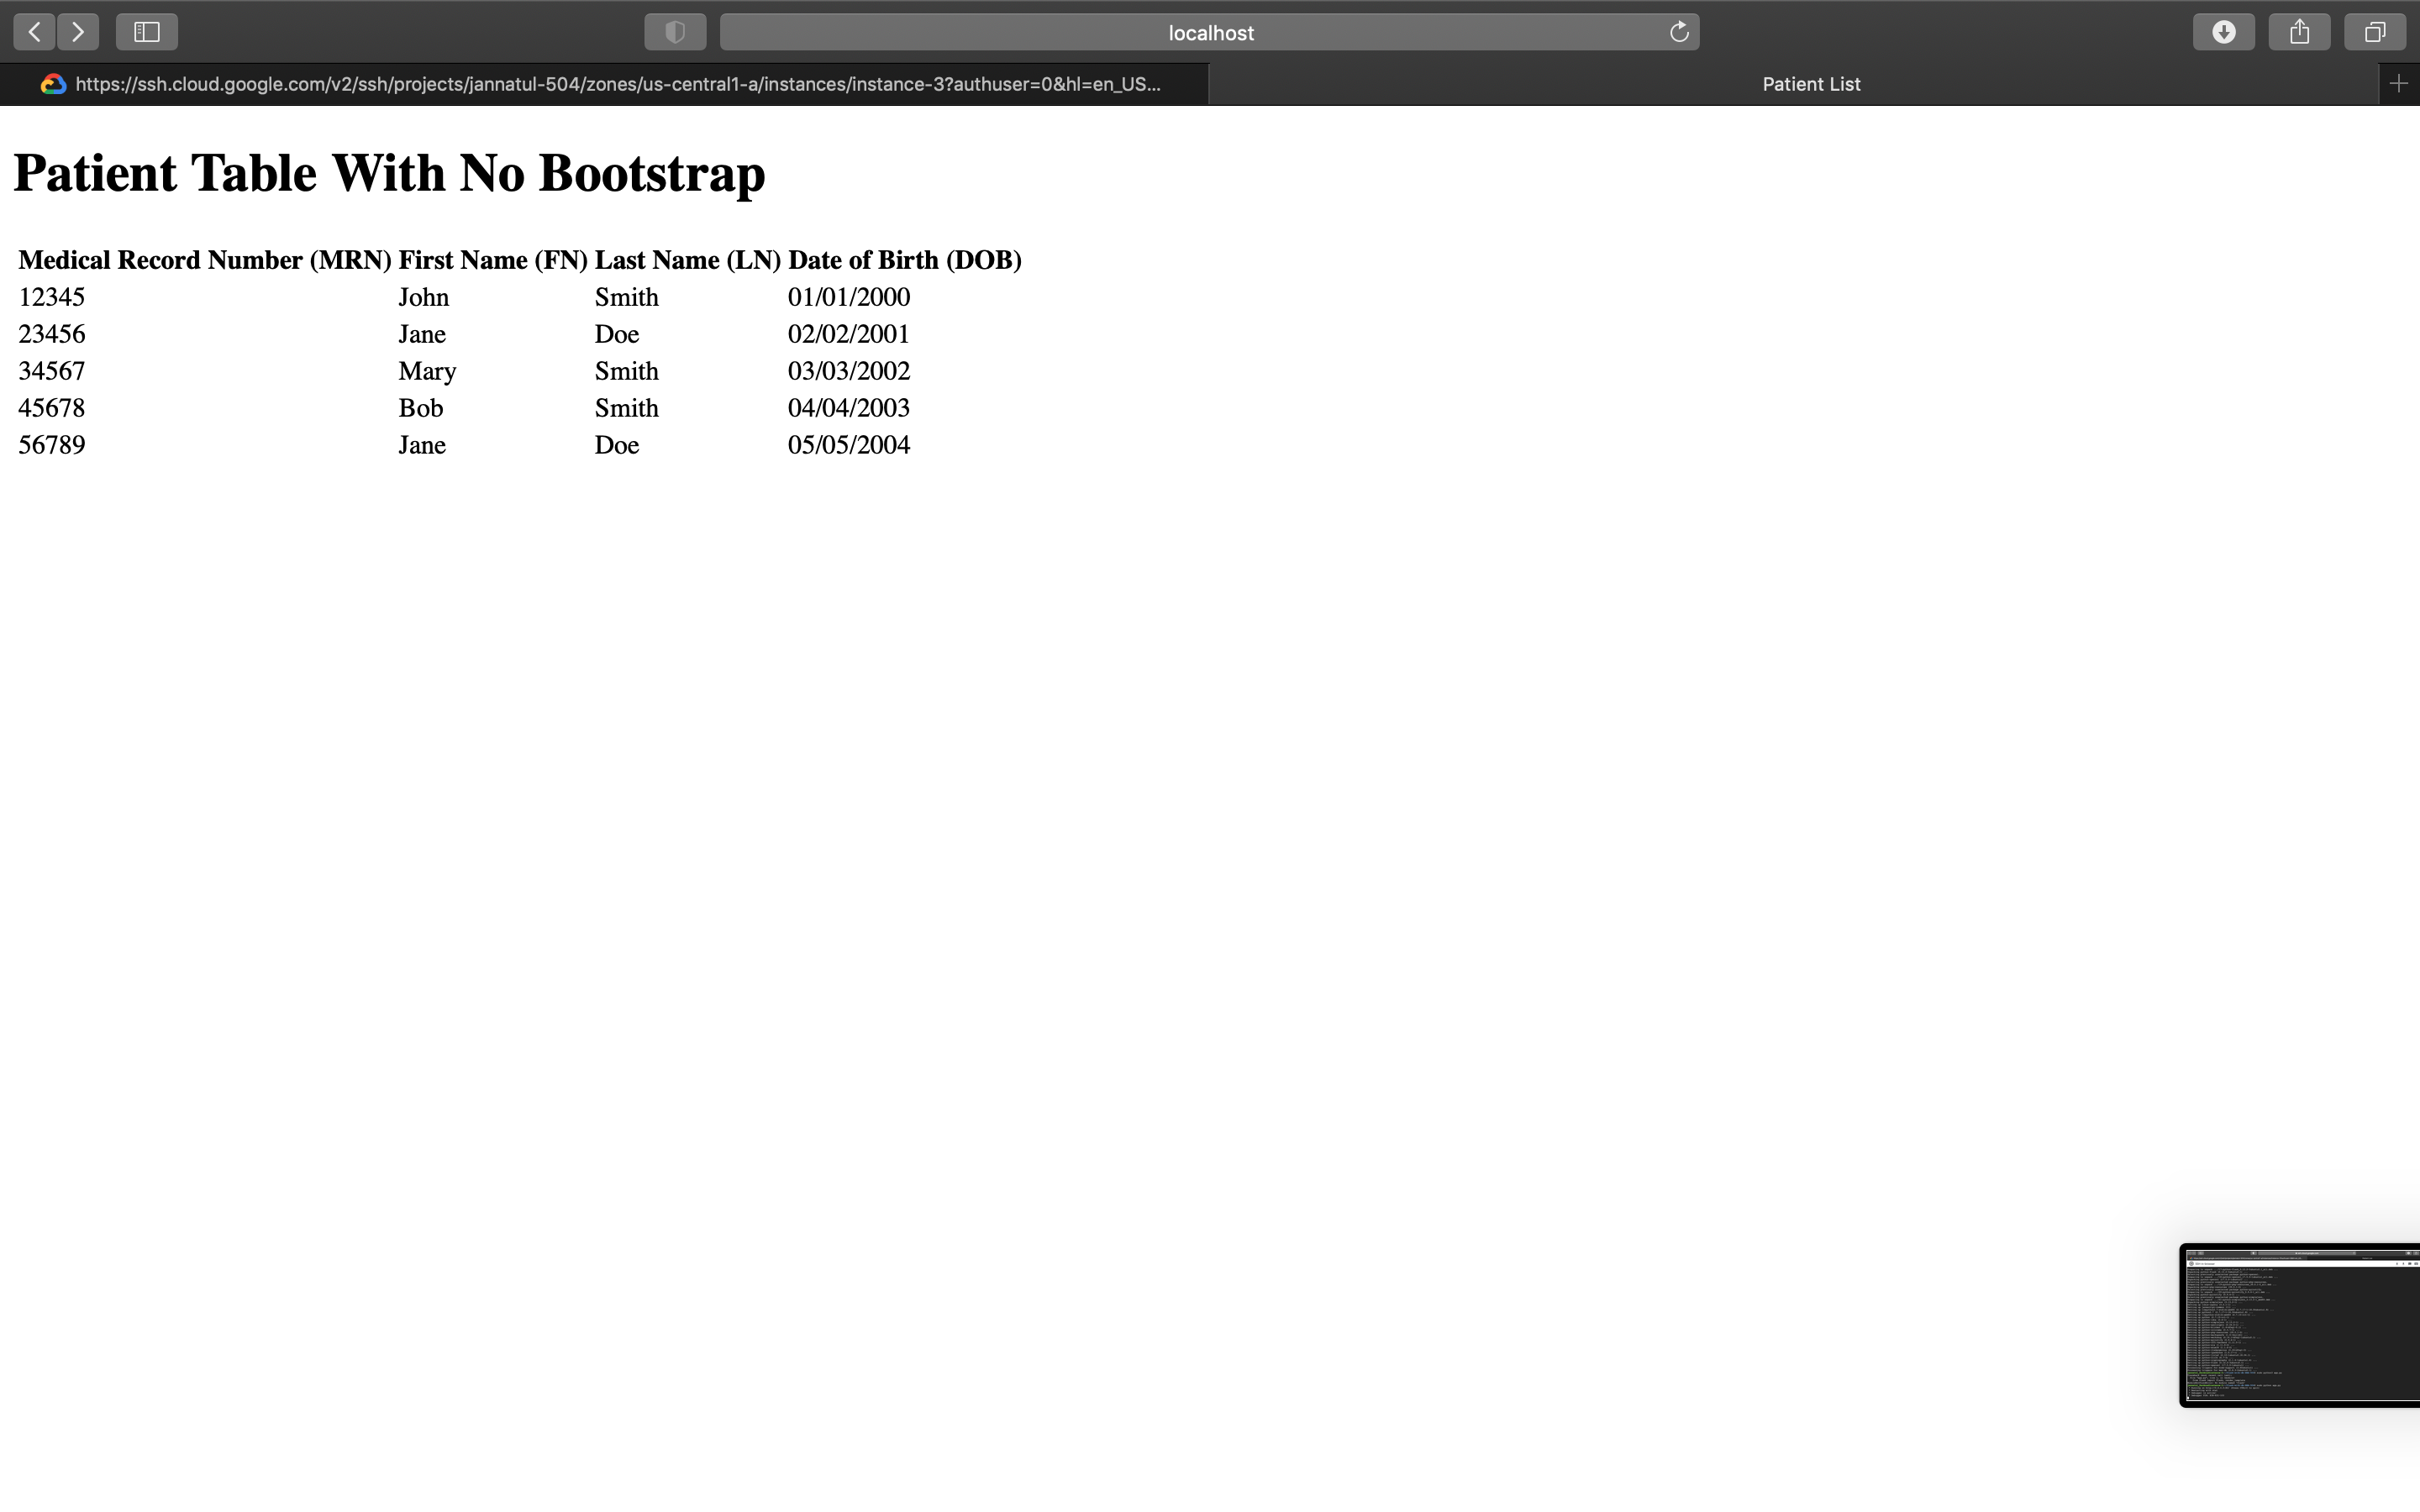 localhost
https://ssh.cloud.google.com/v2/ssh/projects/jannatul-504/zones/us-central1-a/instances/instance-3?authuser=0&hl=en_US...
Patient List
Patient Table With No Bootstrap
Medical Record Number (MRN) First Name (FN) Last Name (LN) Date of Birth (DOB)
12345 John Smith 01/01/2000
23456 Jane Doe 02/02/2001
34567 Mary Smith 03/03/2002
45678 Bob Smith 04/04/2003
56789 Jane Doe 05/05/2004